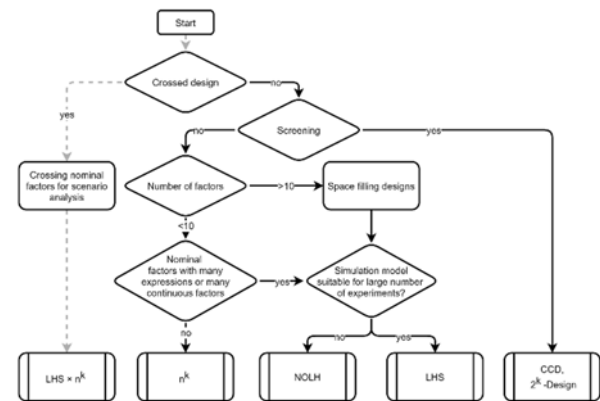 Start
Crossed design
no
yes
Screening
no
yes
Crossing nominal
factors for scenario
analysis
Number of factors
>10
Space filling designs
<10
Nominal
factors with many
expressions or many
continuous factors
yes
Simulation model
suitable for large number
of experiments?
no
no
yes
LHS × n^k
n^k
NOLH
LHS
CCD,
2^k -Design